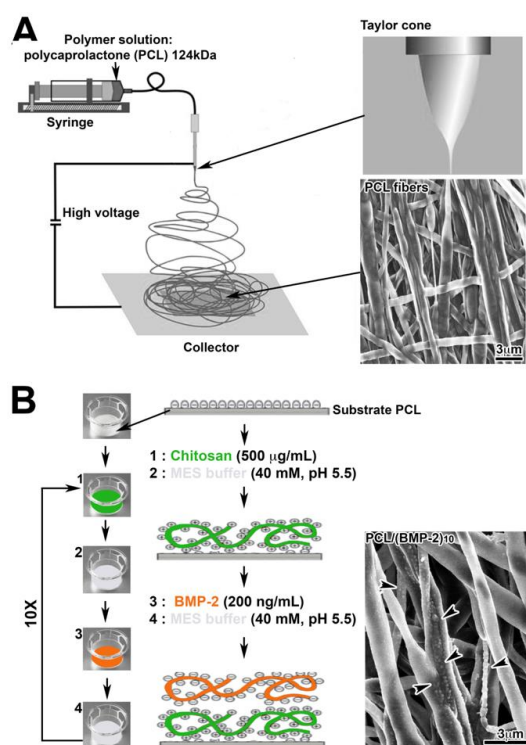 A
Polymer solution:
polycaprolactone (PCL) 124kDa
Syringe
High voltage
Collector
Taylor cone
PCL fibers
3μm
B
Substrate PCL
1 : Chitosan (500 μg/mL)
2 : MES buffer (40 mM, pH 5.5)
3 : BMP-2 (200 ng/mL)
4 : MES buffer (40 mM, pH 5.5)
1
2
3
4
10X
PCL/(BMP-2)10
3μm